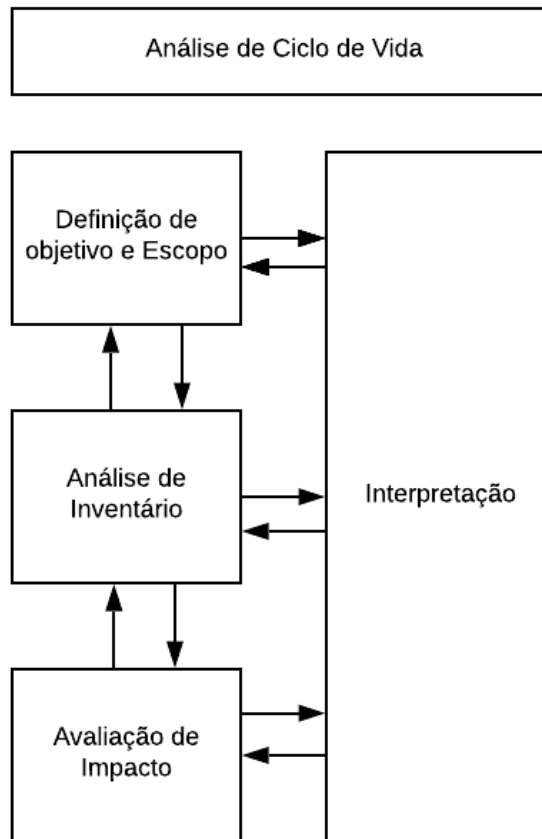 Análise de Ciclo de Vida
Definição de
objetivo e Escopo
Análise de
Inventário
Interpretação
Avaliação de
Impacto